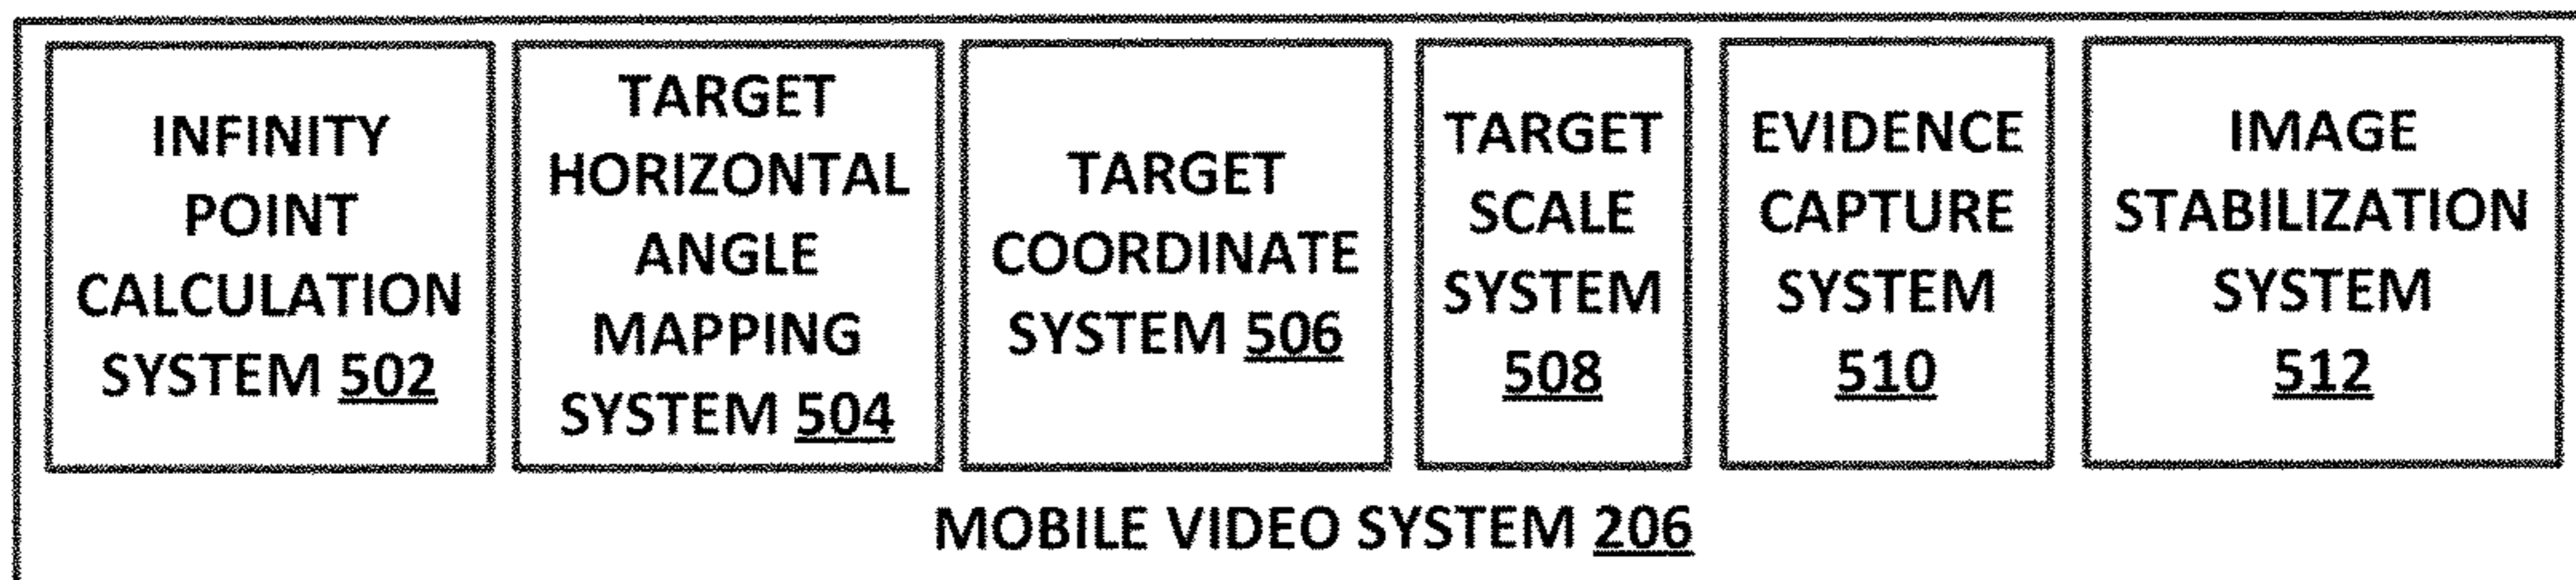 INFINITY
POINT
CALCULATION
SYSTEM 502
TARGET
HORIZONTAL
ANGLE
MAPPING
SYSTEM 504
TARGET
COORDINATE
SYSTEM 506
TARGET
SCALE
SYSTEM
508
EVIDENCE
CAPTURE
SYSTEM
510
IMAGE
STABILIZATION
SYSTEM
512
MOBILE VIDEO SYSTEM 206